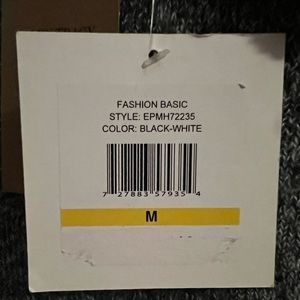 FASHION BASIC
STYLE: EPMH72235
COLOR: BLACK-WHITE
7 27883 57935 4
M